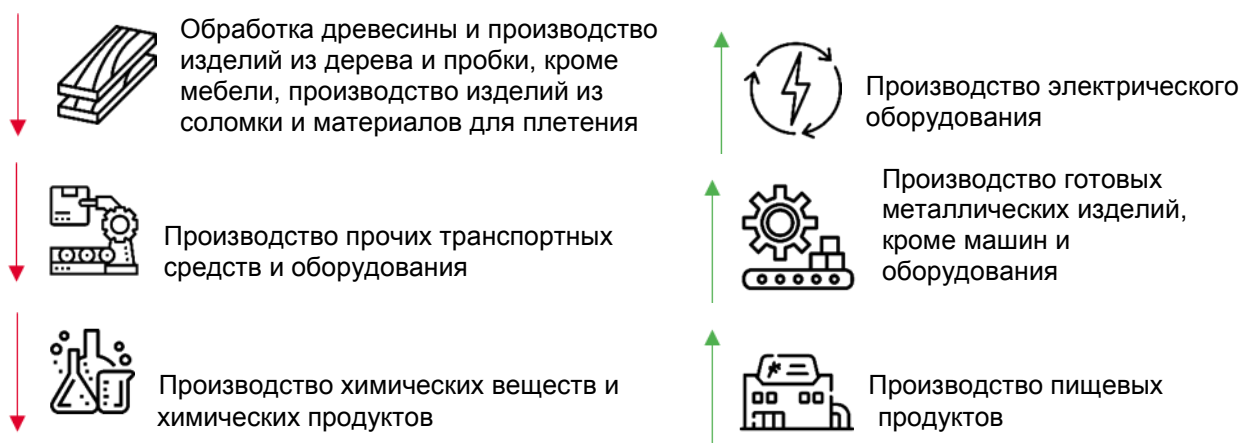 Обработка древесины и производство
изделий из дерева и пробки, кроме
мебели, производство изделий из
соломки и материалов для плетения
Производство прочих транспортных
средств и оборудования
Производство химических веществ и
химических продуктов
Производство электрического
оборудования
Производство готовых
металлических изделий,
кроме машин и
оборудования
Производство пищевых
продуктов